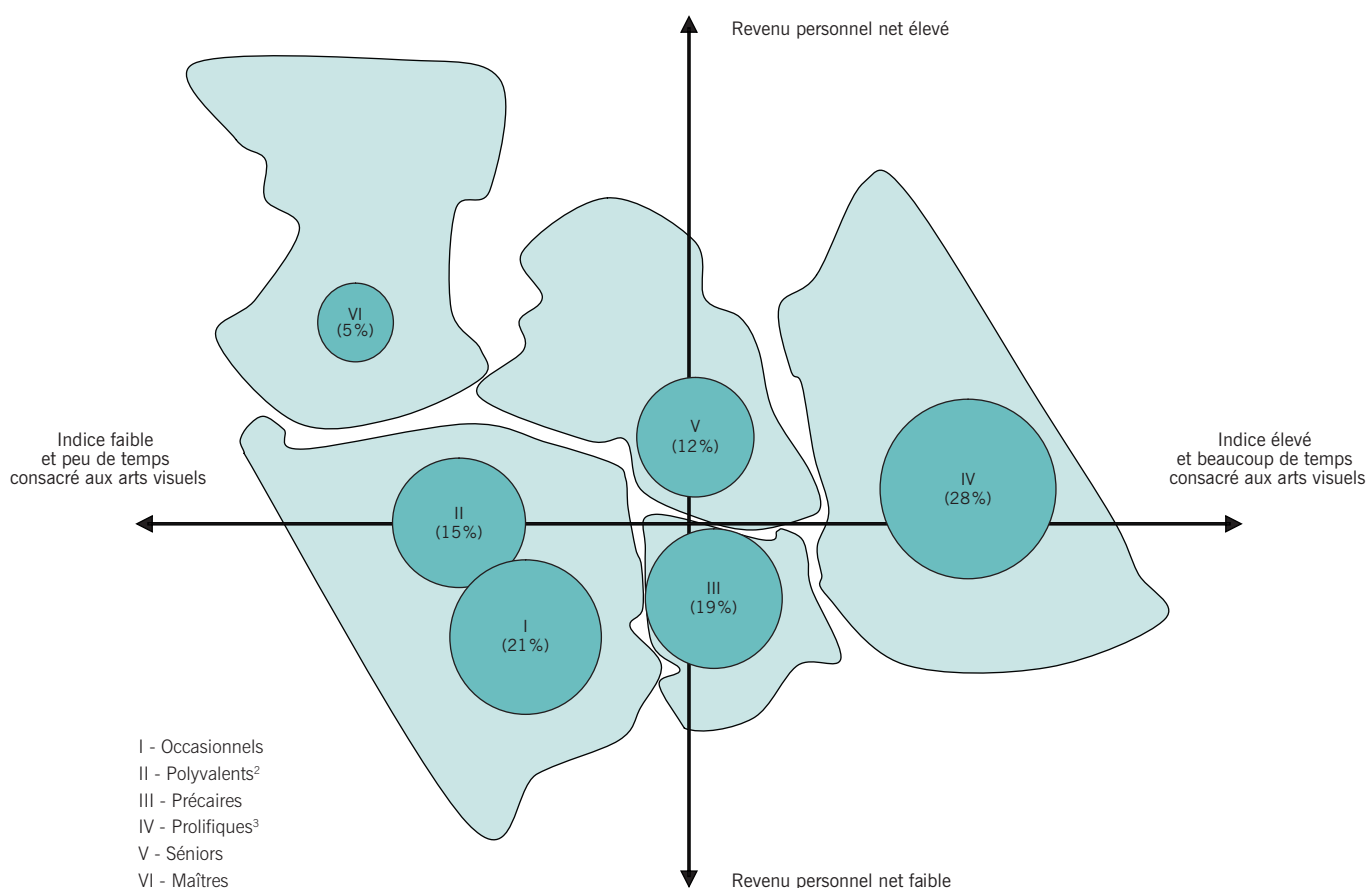 Revenu personnel net élevé
VI
(5%)
V
(12%)
Indice faible
et peu de temps
consacré aux arts visuels
Indice élevé
et beaucoup de temps
consacré aux arts visuels
IV
(28%)
II
(15%)
III
(19%)
I
(21%)
I - Occasionnels
II - Polyvalents²
III - Précaires
IV - Prolifiques³
V - Séniors
VI - Maîtres
Revenu personnel net faible